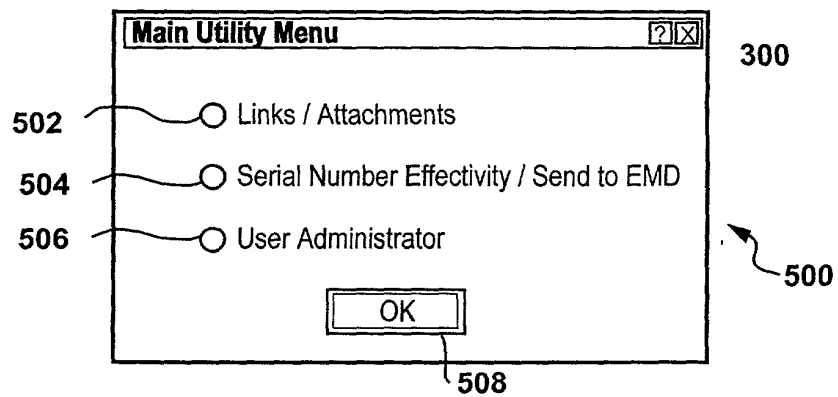 Main Utility Menu ? X
300
502 Links / Attachments
504 Serial Number Effectivity / Send to EMD
506 User Administrator
500
OK
508